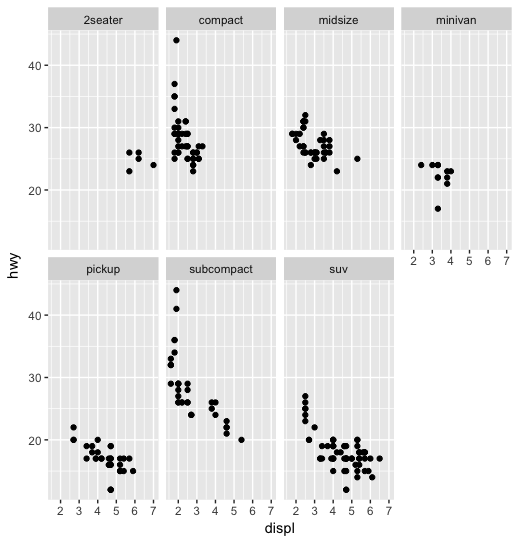 2seater compact midsize minivan
40
30
20
2 3 4 5 6 7
hwy
pickup subcompact suv
40
30
20
2 3 4 5 6 7 2 3 4 5 6 7 2 3 4 5 6 7
displ